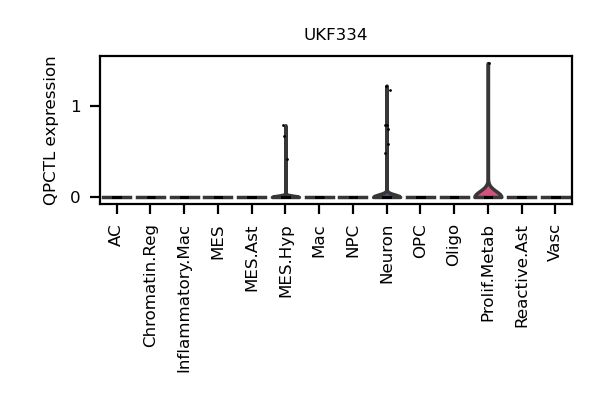 UKF334
QPCTL expression
1
0
AC
Chromatin.Reg
Inflammatory.Mac
MES
MES.Ast
MES.Hyp
Mac
NPC
Neuron
OPC
Oligo
Prolif.Metab
Reactive.Ast
Vasc